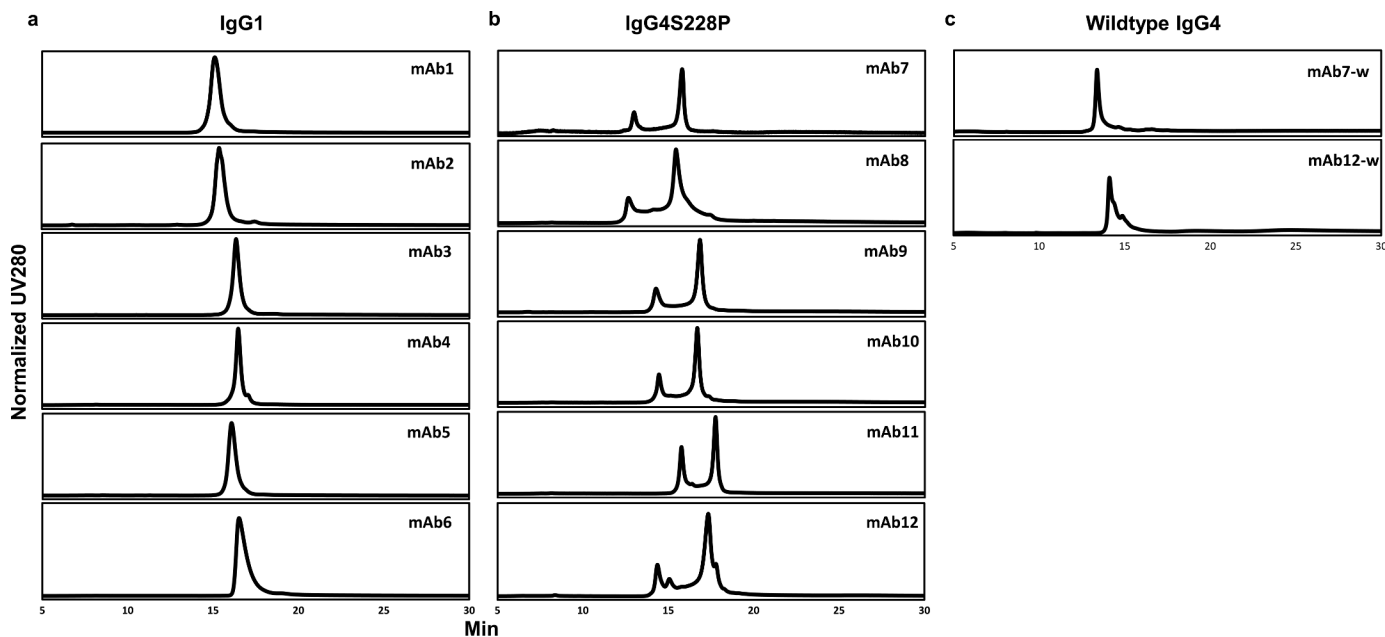 a
IgG1
b
IgG4S228P
c
Wildtype IgG4
Normalized UV280
mAb1
mAb2
mAb3
mAb4
mAb5
mAb6
5 10 15 20 25 30
mAb7
mAb8
mAb9
mAb10
mAb11
mAb12
5 10 15 20 25 30
mAb7-w
mAb12-w
5 10 15 20 25 30
Min